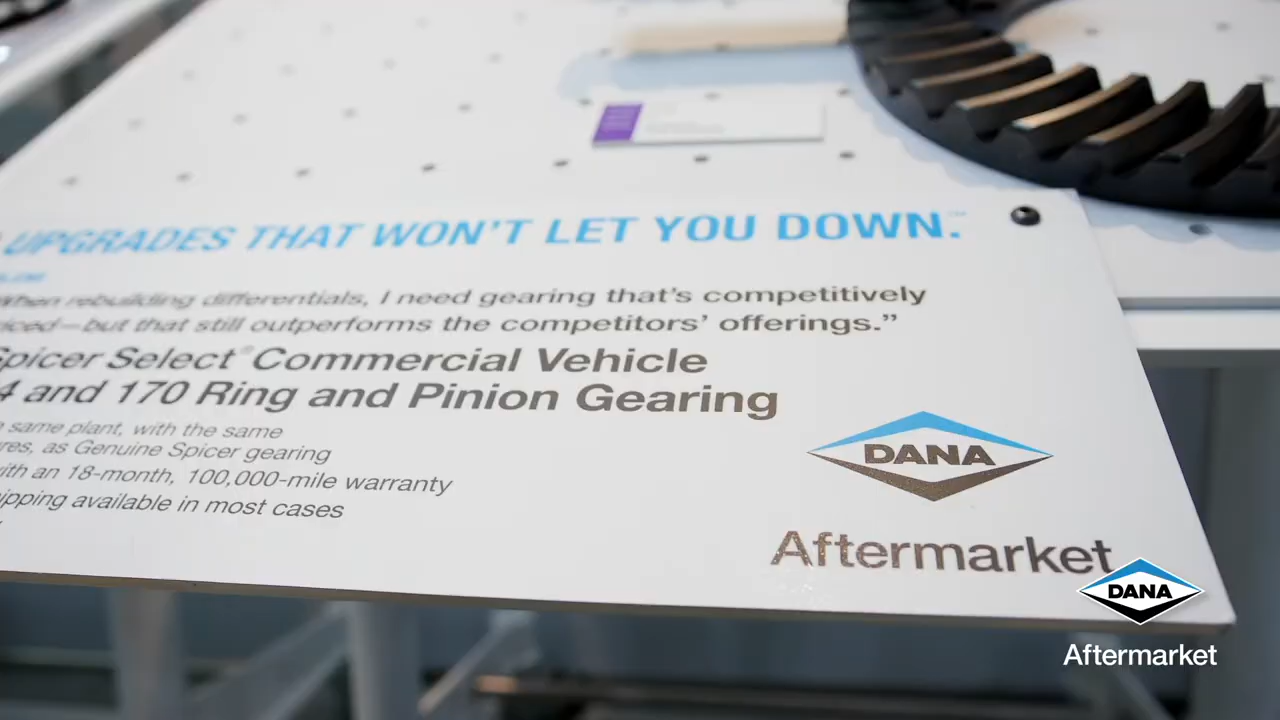 UPGRADES THAT WON'T LET YOU DOWN.™
When rebuilding differentials, I need gearing that's competitively
iced—but that still outperforms the competitors' offerings.”
Spicer Select® Commercial Vehicle
4 and 170 Ring and Pinion Gearing
same plant, with the same
res, as Genuine Spicer gearing
with an 18-month, 100,000-mile warranty
ipping available in most cases
DANA
Aftermarket
DANA
Aftermarket